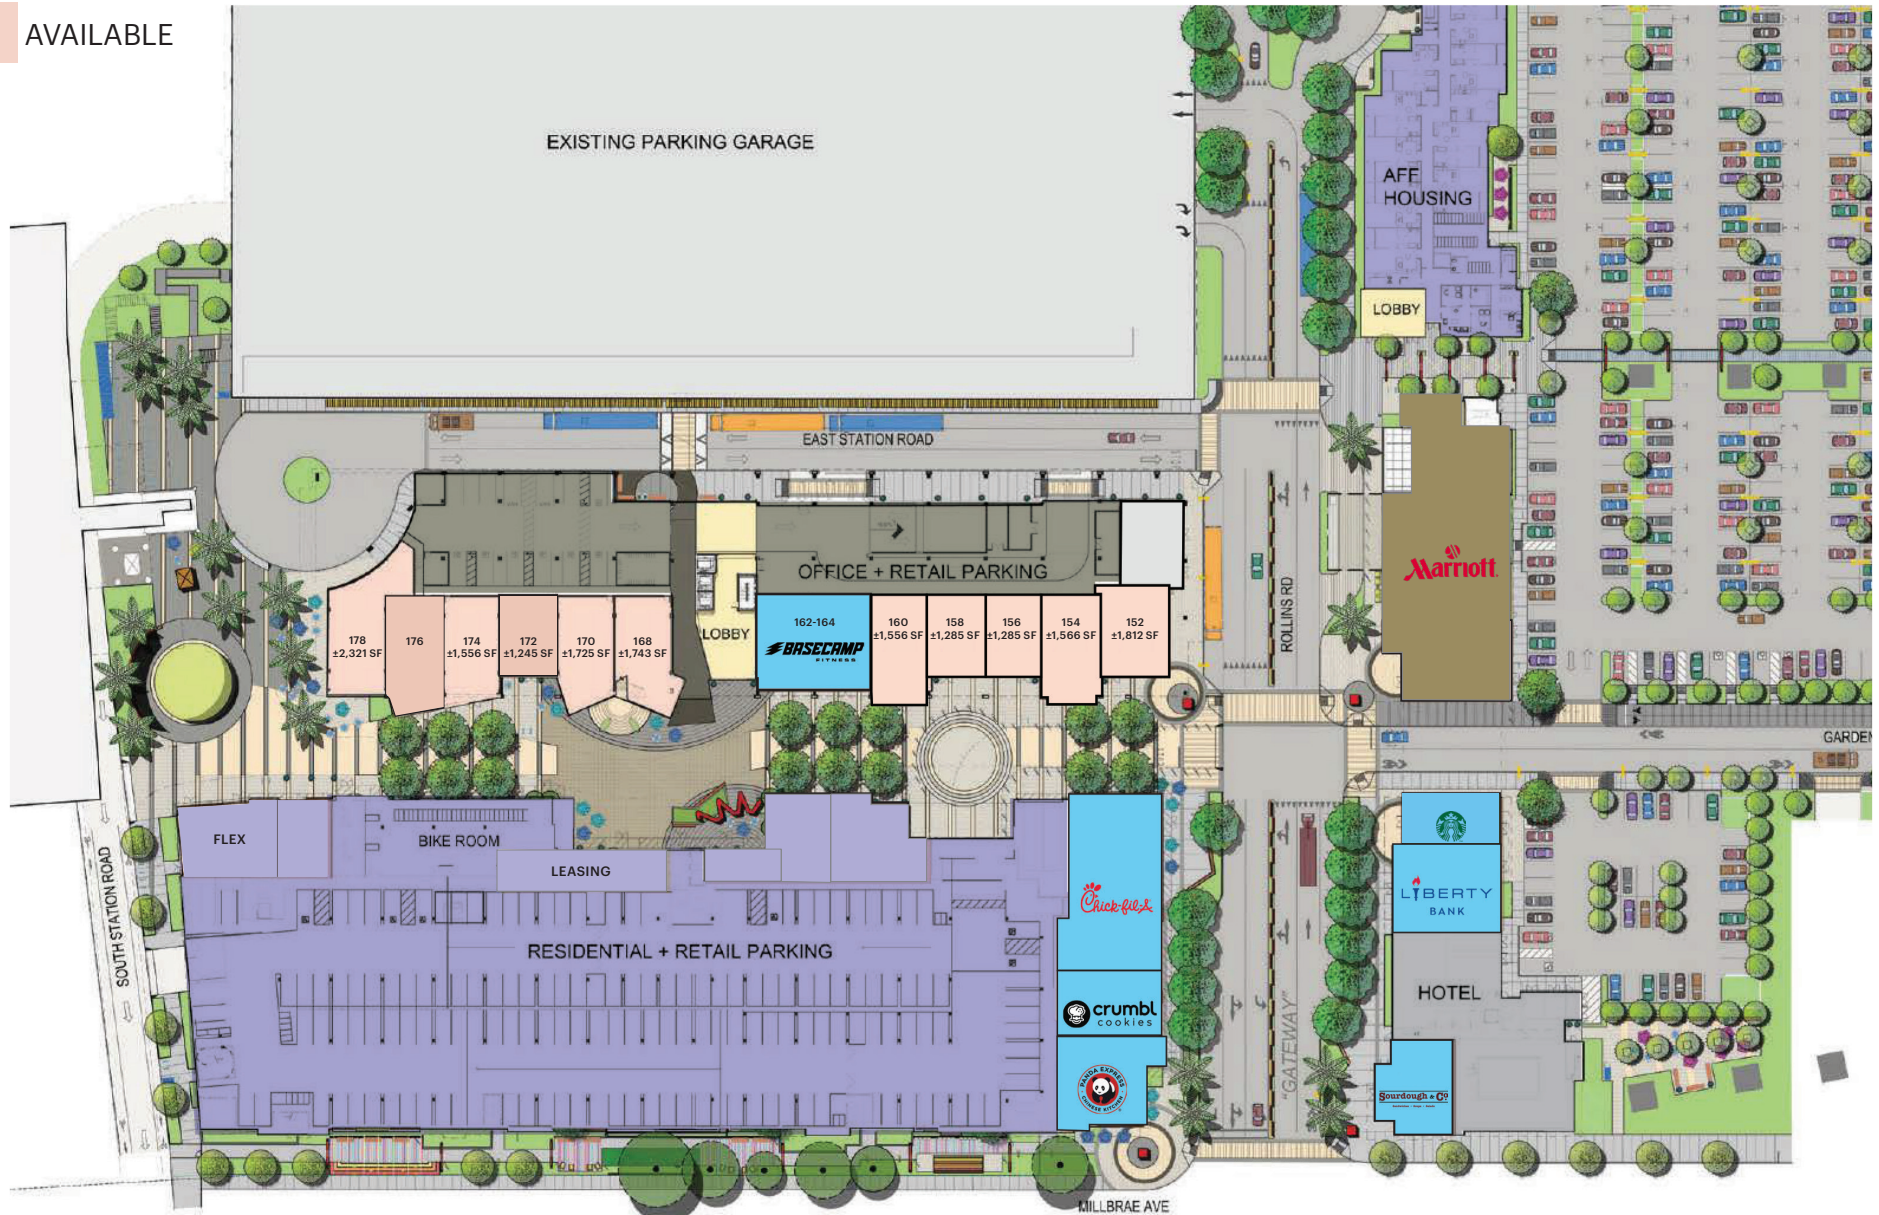 AVAILABLE
EXISTING PARKING GARAGE
AFF
HOUSING
LOBBY
EAST STATION ROAD
OFFICE + RETAIL PARKING
Marriott
ROLLINS RD
178
±2,321 SF
176
174
±1,556 SF
172
±1,245 SF
170
±1,725 SF
168
±1,743 SF
LOBBY
162-164
BASECAMP
FITNESS
160
±1,556 SF
158
±1,285 SF
156
±1,285 SF
154
±1,566 SF
152
±1,812 SF
GARDEN
FLEX
BIKE ROOM
LEASING
SOUTH STATION ROAD
RESIDENTIAL + RETAIL PARKING
Chick-fil-A
crumbl
cookies
PANDA EXPRESS
CHINESE KITCHEN
"GATEWAY"
LIBERTY
BANK
HOTEL
Sourdough & Co
MILLBRAE AVE